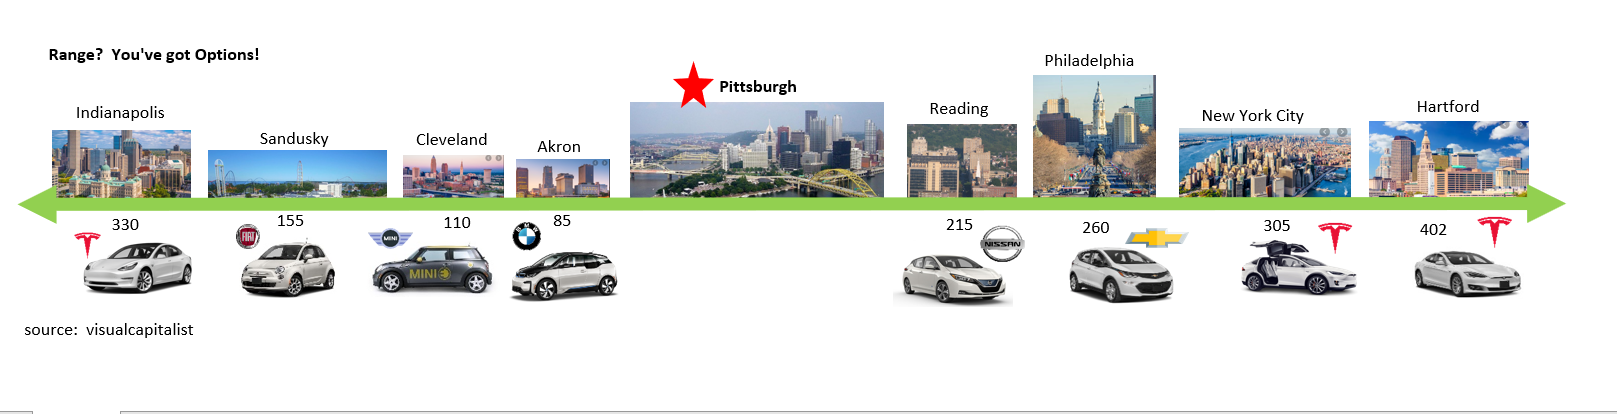 Range?  You've got Options!
Indianapolis
Sandusky
Cleveland
Akron
Pittsburgh
Reading
Philadelphia
New York City
Hartford
330
155
110
85
215
260
305
402
FIAT
MINI
BMW
NISSAN
MINI
source:  visualcapitalist